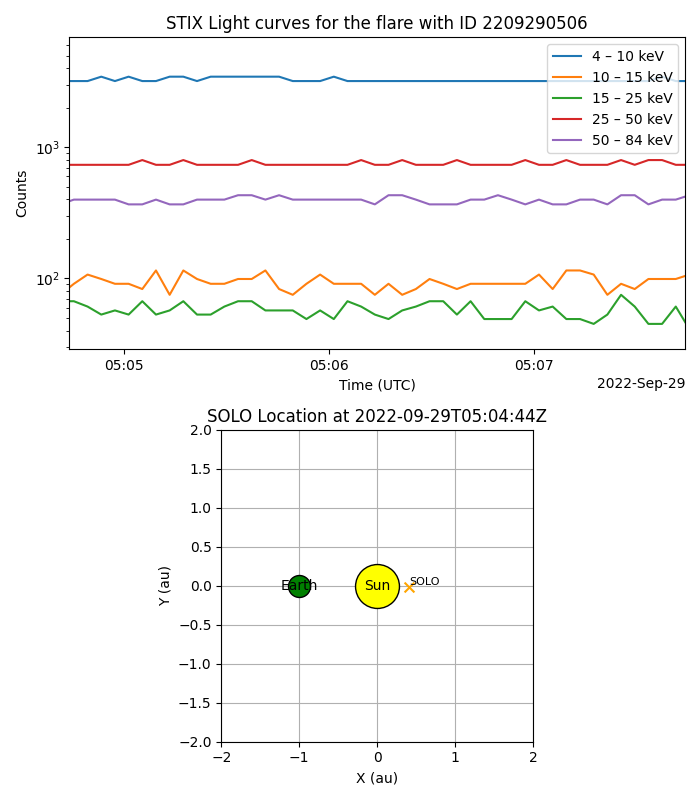 STIX Light curves for the flare with ID 2209290506
4 – 10 keV
10 – 15 keV
15 – 25 keV
25 – 50 keV
50 – 84 keV
10³
10²
Counts
05:05 05:06 05:07
Time (UTC)
2022-Sep-29
SOLO Location at 2022-09-29T05:04:44Z
2.0
1.5
1.0
0.5
0.0
−0.5
−1.0
−1.5
−2.0
Y (au)
Earth Sun SOLO
−2 −1 0 1 2
X (au)